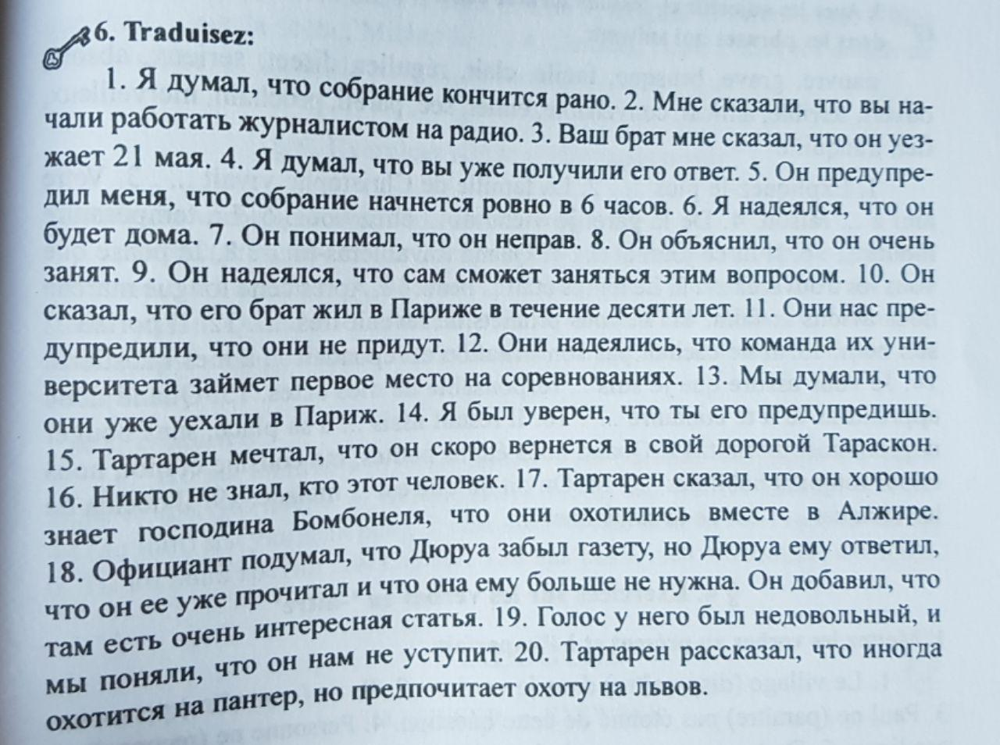 6. Traduisez:
1. Я думал, что собрание кончится рано. 2. Мне сказали, что вы на-
чали работать журналистом на радио. 3. Ваш брат мне сказал, что он уез-
жает 21 мая. 4. Я думал, что вы уже получили его ответ. 5. Он предупре-
дил меня, что собрание начнется ровно в 6 часов. 6. Я надеялся, что он
будет дома. 7. Он понимал, что он неправ. 8. Он объяснил, что он очень
занят. 9. Он надеялся, что сам сможет заняться этим вопросом. 10. Он
сказал, что его брат жил в Париже в течение десяти лет. 11. Они нас пре-
дупредили, что они не придут. 12. Они надеялись, что команда их уни-
верситета займет первое место на соревнованиях. 13. Мы думали, что
они уже уехали в Париж. 14. Я был уверен, что ты его предупредишь.
15. Тартарен мечтал, что он скоро вернется в свой дорогой Тараскон.
16. Никто не знал, кто этот человек. 17. Тартарен сказал, что он хорошо
знает господина Бомбонеля, что они охотились вместе в Алжире.
18. Официант подумал, что Дюруа забыл газету, но Дюруа ему ответил,
что он ее уже прочитал и что она ему больше не нужна. Он добавил, что
там есть очень интересная статья. 19. Голос у него был недовольный, и
мы поняли, что он нам не уступит. 20. Тартарен рассказал, что иногда
охотится на пантер, но предпочитает охоту на львов.